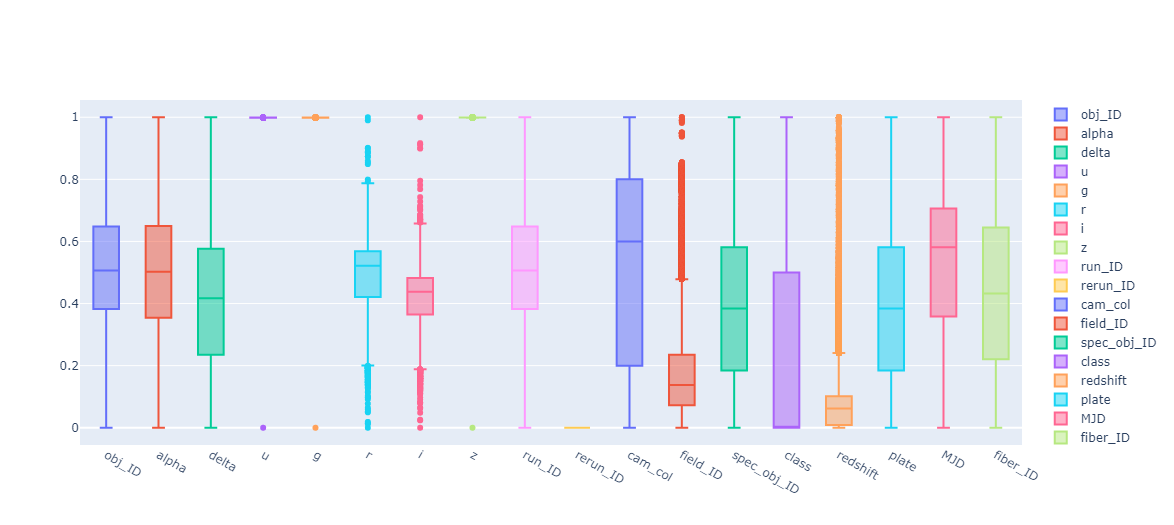 1
0.8
0.6
0.4
0.2
0
obj_ID
alpha
delta
u
g
r
i
z
run_ID
rerun_ID
cam_col
field_ID
spec_obj_ID
class
redshift
plate
MJD
fiber_ID
obj_ID
alpha
delta
u
g
r
i
z
run_ID
rerun_ID
cam_col
field_ID
spec_obj_ID
class
redshift
plate
MJD
fiber_ID